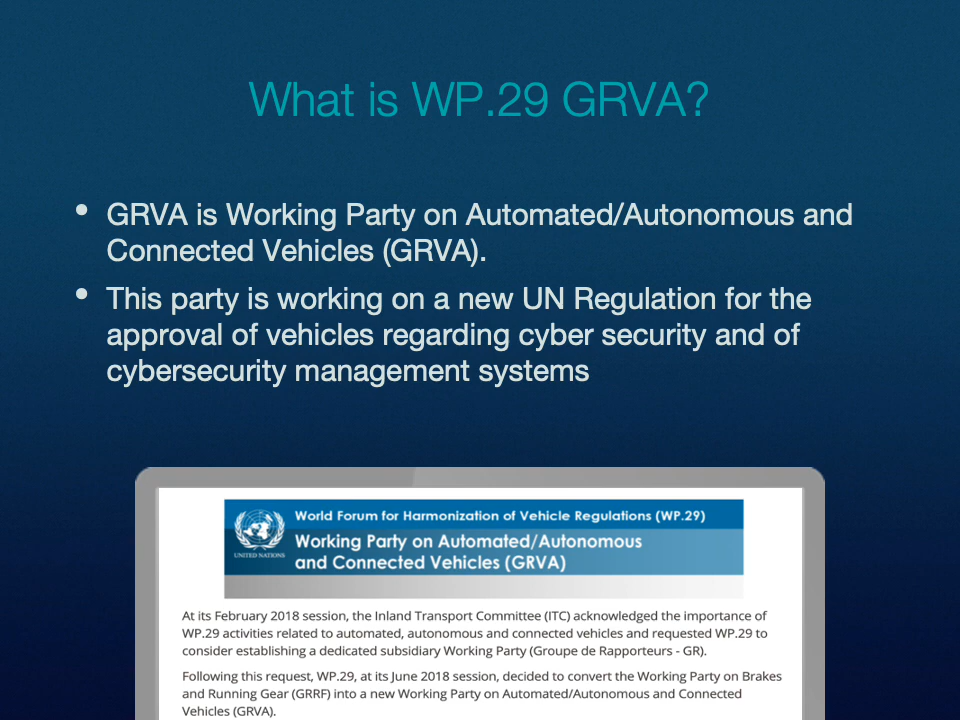 What is WP.29 GRVA?
• GRVA is Working Party on Automated/Autonomous and
Connected Vehicles (GRVA).
• This party is working on a new UN Regulation for the
approval of vehicles regarding cyber security and of
cybersecurity management systems
World Forum for Harmonization of Vehicle Regulations (WP.29)
Working Party on Automated/Autonomous
and Connected Vehicles (GRVA)
UNITED NATIONS
At its February 2018 session, the Inland Transport Committee (ITC) acknowledged the importance of
WP.29 activities related to automated, autonomous and connected vehicles and requested WP.29 to
consider establishing a dedicated subsidiary Working Party (Groupe de Rapporteurs - GR).
Following this request, WP.29, at its June 2018 session, decided to convert the Working Party on Brakes
and Running Gear (GRRF) into a new Working Party on Automated/Autonomous and Connected
Vehicles (GRVA).